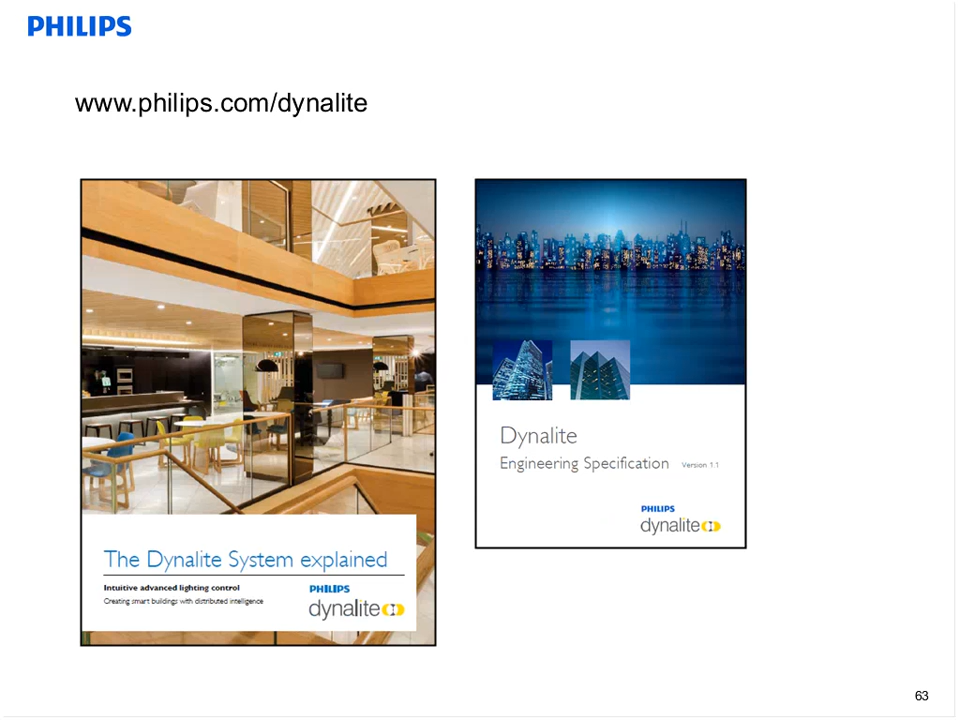 PHILIPS
www.philips.com/dynalite
The Dynalite System explained
Intuitive advanced lighting control
Creating smart buildings with distributed intelligence
PHILIPS
dynalite
Dynalite
Engineering Specification Version 1.1
PHILIPS
dynalite
63